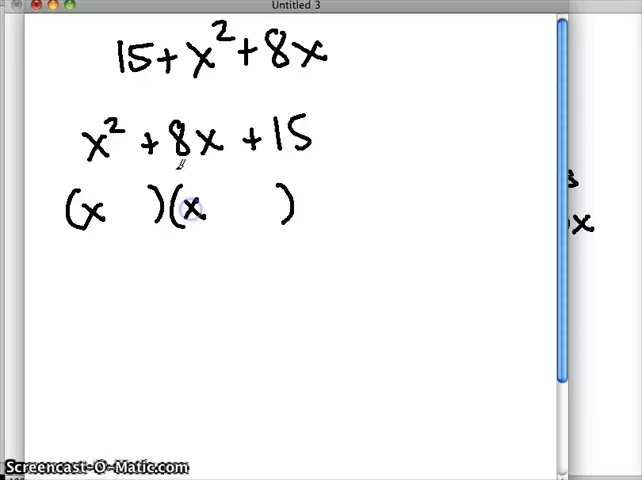 Untitled 3
15+x²+8x
x²+8x+15
(x )(x )
x
Screencast-O-Matic.com